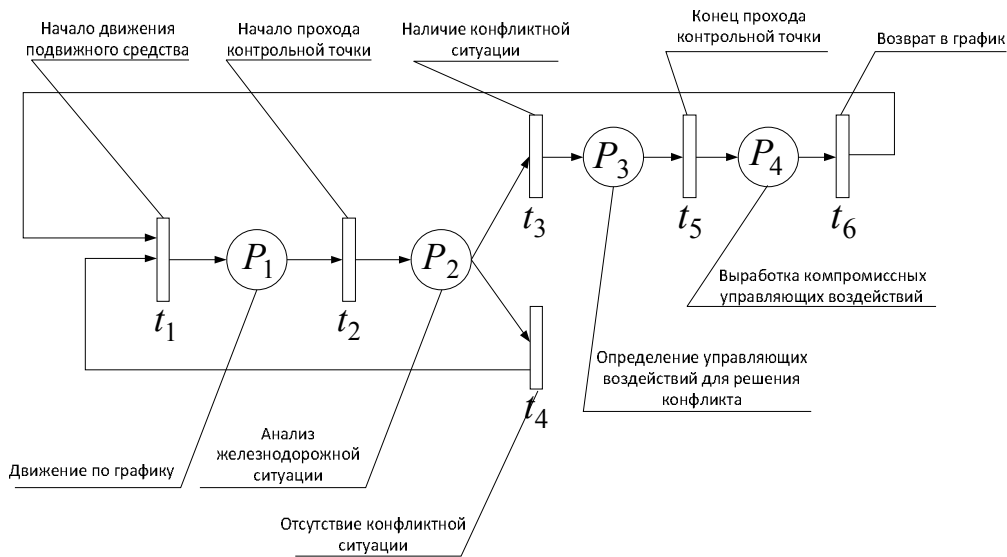 Начало движения
подвижного средства
Начало прохода
контрольной точки
Наличие конфликтной
ситуации
Конец прохода
контрольной точки
Возврат в график
P3
P4
t3
t5
t6
P1
P2
t1
t2
Выработка компромиссных
управляющих воздействий
t4
Определение управляющих
воздействий для решения
конфликта
Движение по графику
Анализ
железнодорожной
ситуации
Отсутствие конфликтной
ситуации